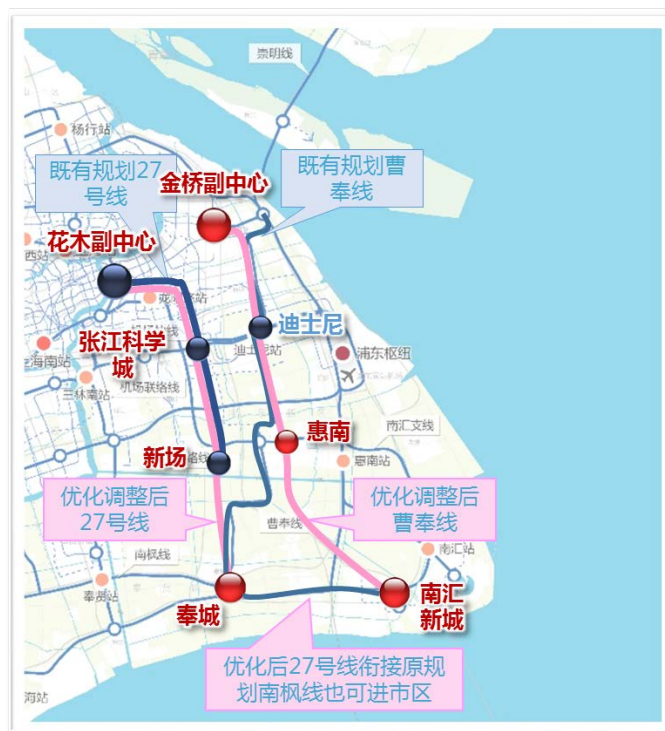 崇明线
杨行站
既有规划27
号线
金桥副中心
既有规划曹
奉线
花木副中心
迪士尼
张江科学
城
迪士尼站
浦东枢纽
上海南站
三林南站
机场联络线
南汇支线
惠南
新场
惠南站
优化调整后
27号线
优化调整后
曹奉线
曹奉线
南枫线
南汇站
奉贤站
奉城
南汇
新城
优化后27号线衔接原规
划南枫线也可进市区